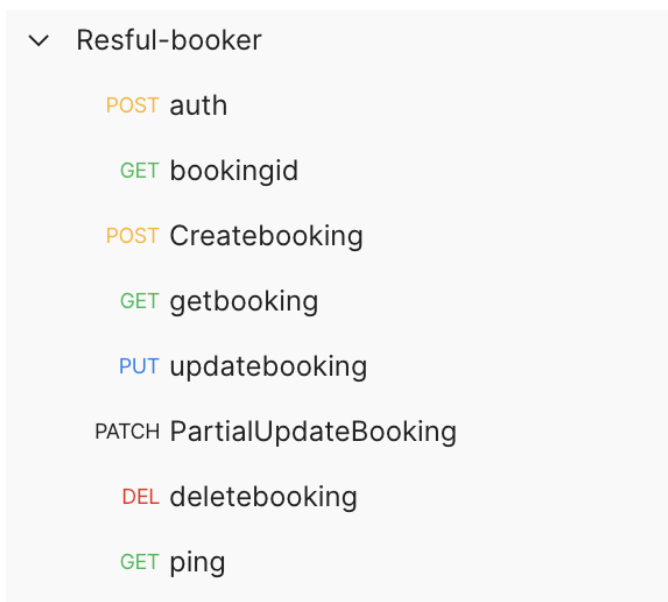 Resful-booker
POST auth
GET bookingid
POST Createbooking
GET getbooking
PUT updatebooking
PATCH PartialUpdateBooking
DEL deletebooking
GET ping